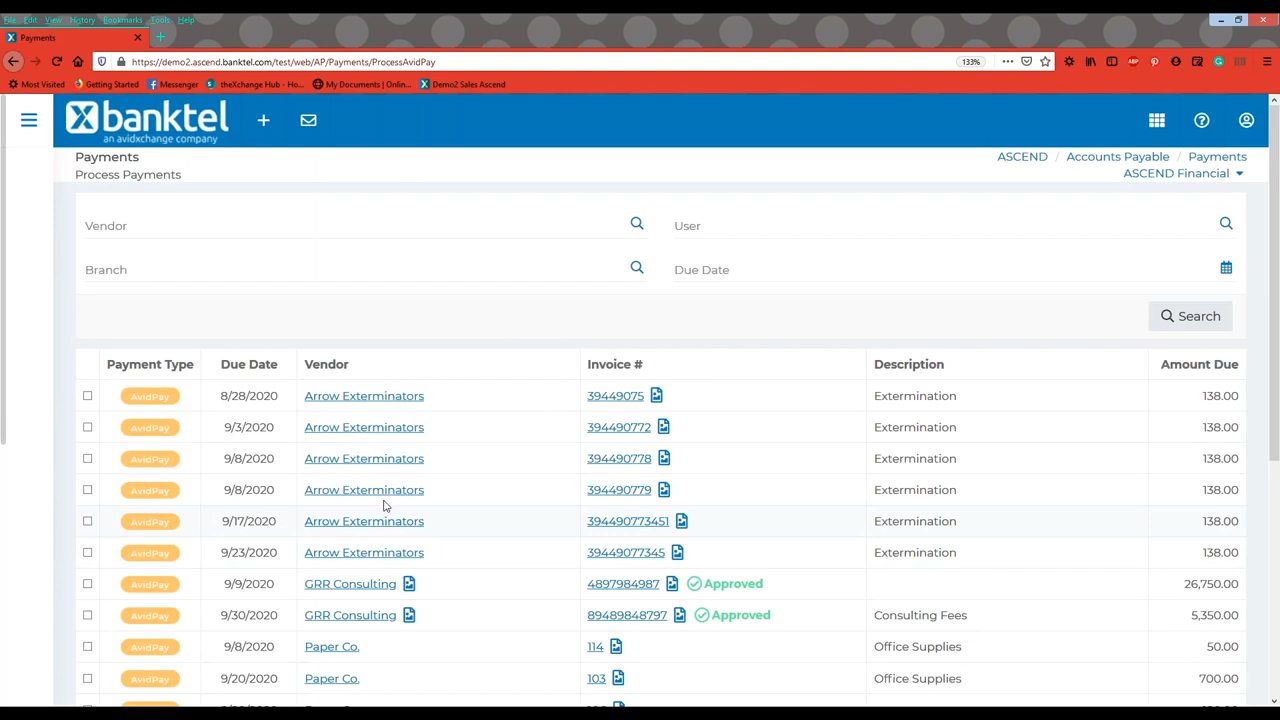 File Edit View History Bookmarks Tools Help
Payments
https://demo2.ascend.banktel.com/test/web/AP/Payments/ProcessAvidPay
133%
Most Visited Getting Started Messenger theXchange Hub - Ho... My Documents | Onlin... Demo2 Sales Ascend
banktel
an avidxchange company
Payments ASCEND / Accounts Payable / Payments
Process Payments ASCEND Financial
Vendor User
Branch Due Date
Search
Payment Type Due Date Vendor Invoice # Description Amount Due
AvidPay 8/28/2020 Arrow Exterminators 39449075 Extermination 138.00
AvidPay 9/3/2020 Arrow Exterminators 394490772 Extermination 138.00
AvidPay 9/8/2020 Arrow Exterminators 394490778 Extermination 138.00
AvidPay 9/8/2020 Arrow Exterminators 394490779 Extermination 138.00
AvidPay 9/17/2020 Arrow Exterminators 394490773451 Extermination 138.00
AvidPay 9/23/2020 Arrow Exterminators 39449077345 Extermination 138.00
AvidPay 9/9/2020 GRR Consulting 4897984987 Approved 26,750.00
AvidPay 9/30/2020 GRR Consulting 89489848797 Approved Consulting Fees 5,350.00
AvidPay 9/8/2020 Paper Co. 114 Office Supplies 50.00
AvidPay 9/20/2020 Paper Co. 103 Office Supplies 700.00